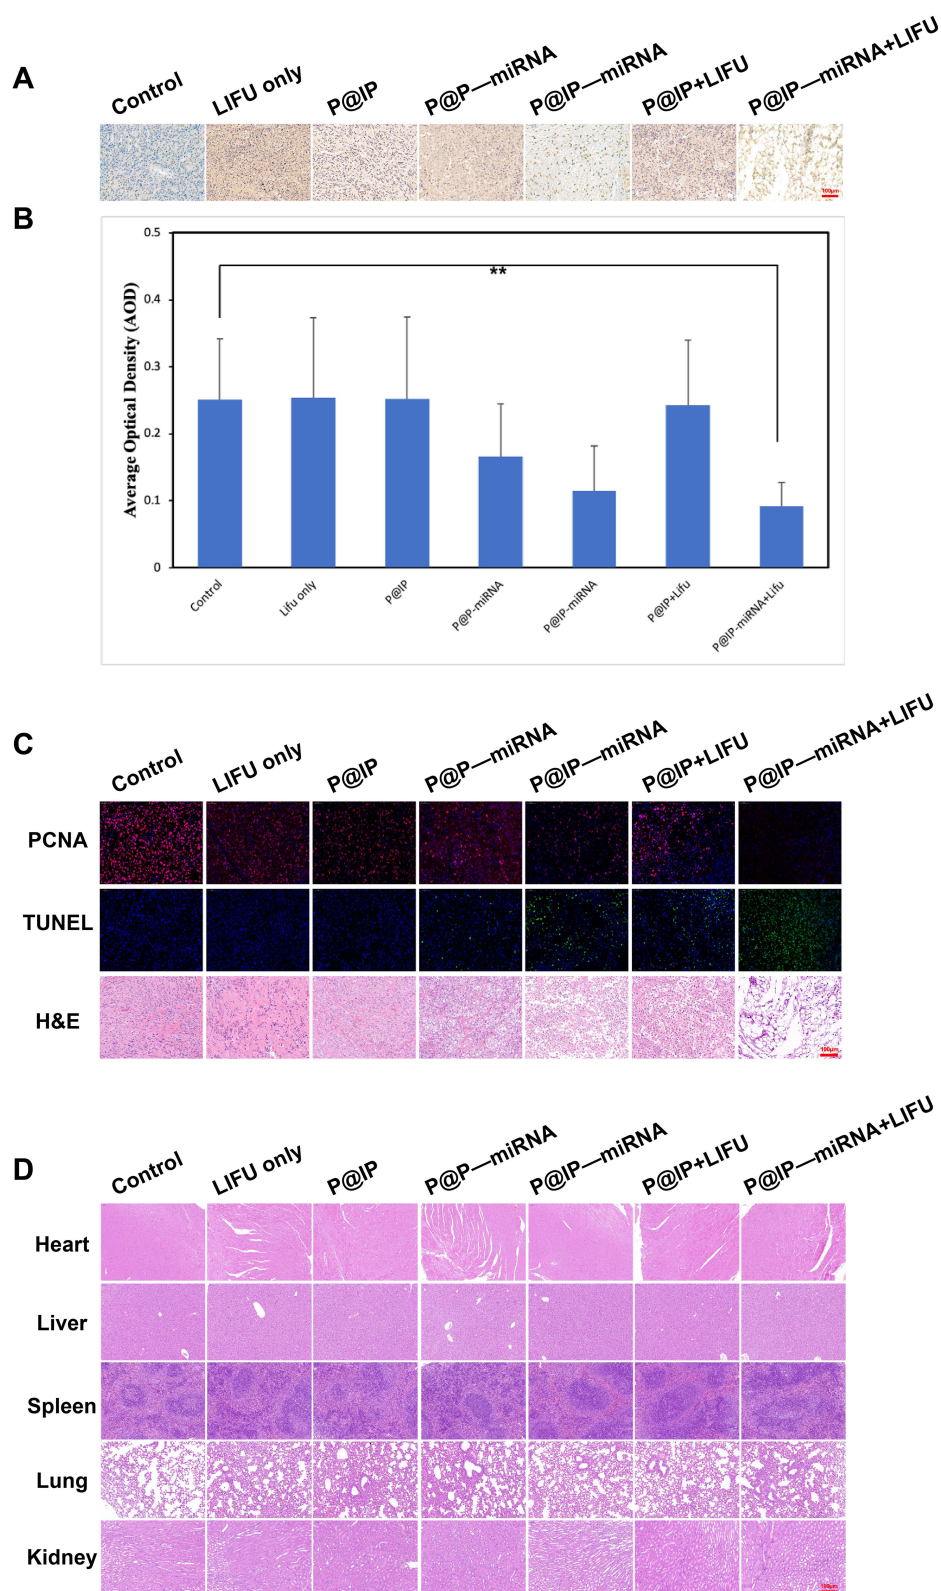 A
Control
LIFU only
P@IP
P@P—miRNA
P@IP—miRNA
P@IP+LIFU
P@IP—miRNA+LIFU
100μm
B
0.5
0.4
0.3
0.2
0.1
0
Average Optical Density (AOD)
**
Control
Lifu only
P@IP
P@P-miRNA
P@IP-miRNA
P@IP+Lifu
P@IP-miRNA+Lifu
C
Control
LIFU only
P@IP
P@P—miRNA
P@IP—miRNA
P@IP+LIFU
P@IP—miRNA+LIFU
PCNA
TUNEL
H&E
100μm
D
Control
LIFU only
P@IP
P@P—miRNA
P@IP—miRNA
P@IP+LIFU
P@IP—miRNA+LIFU
Heart
Liver
Spleen
Lung
Kidney
100μm